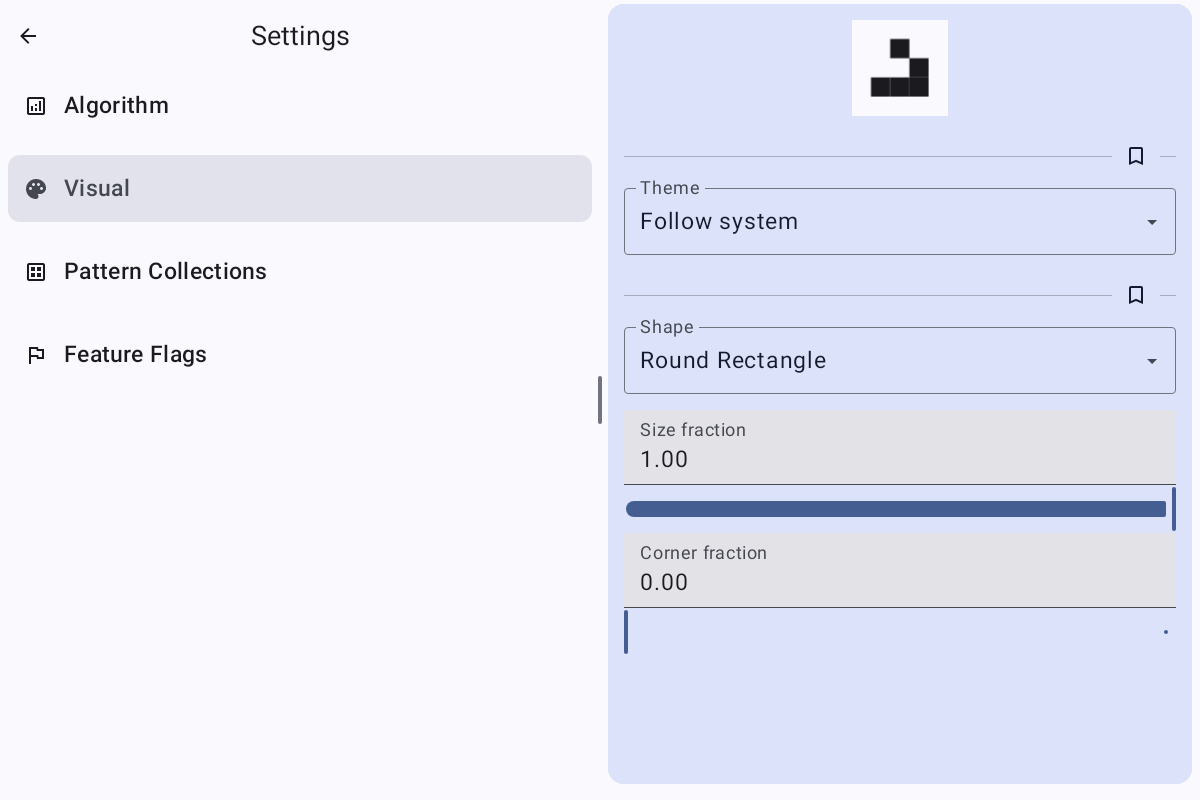 Settings
Algorithm
Visual
Pattern Collections
Feature Flags
Theme
Follow system
Shape
Round Rectangle
Size fraction
1.00
Corner fraction
0.00